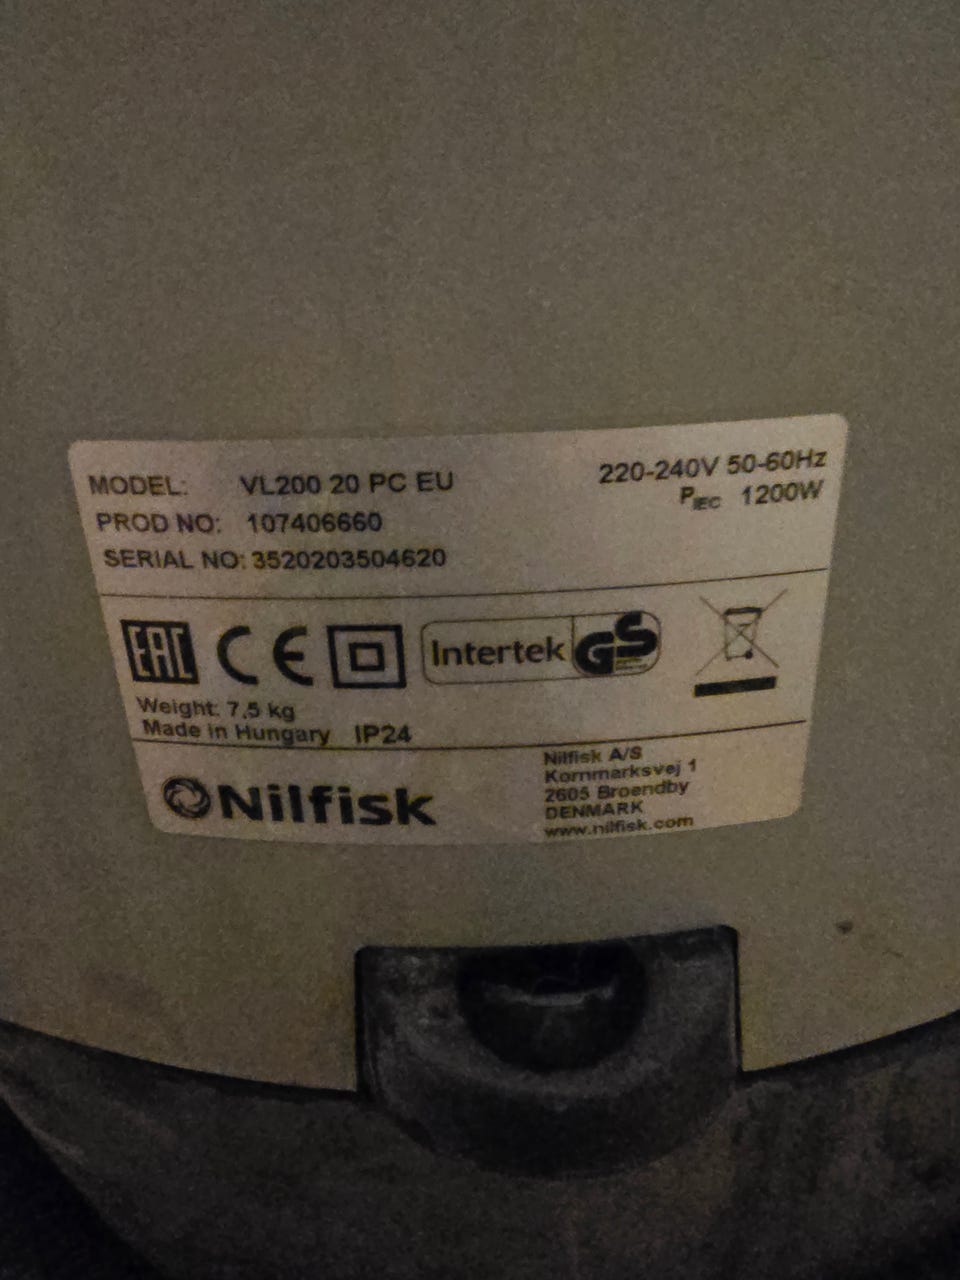 MODEL: VL200 20 PC EU
220-240V 50-60Hz
PROD NO: 107406660
PIEC 1200W
SERIAL NO: 3520203504620
EAC CE Intertek GS
Weight: 7,5 kg
Made in Hungary IP24
Nilfisk
Nilfisk A/S
Kornmarksvej 1
2605 Broendby
DENMARK
www.nilfisk.com